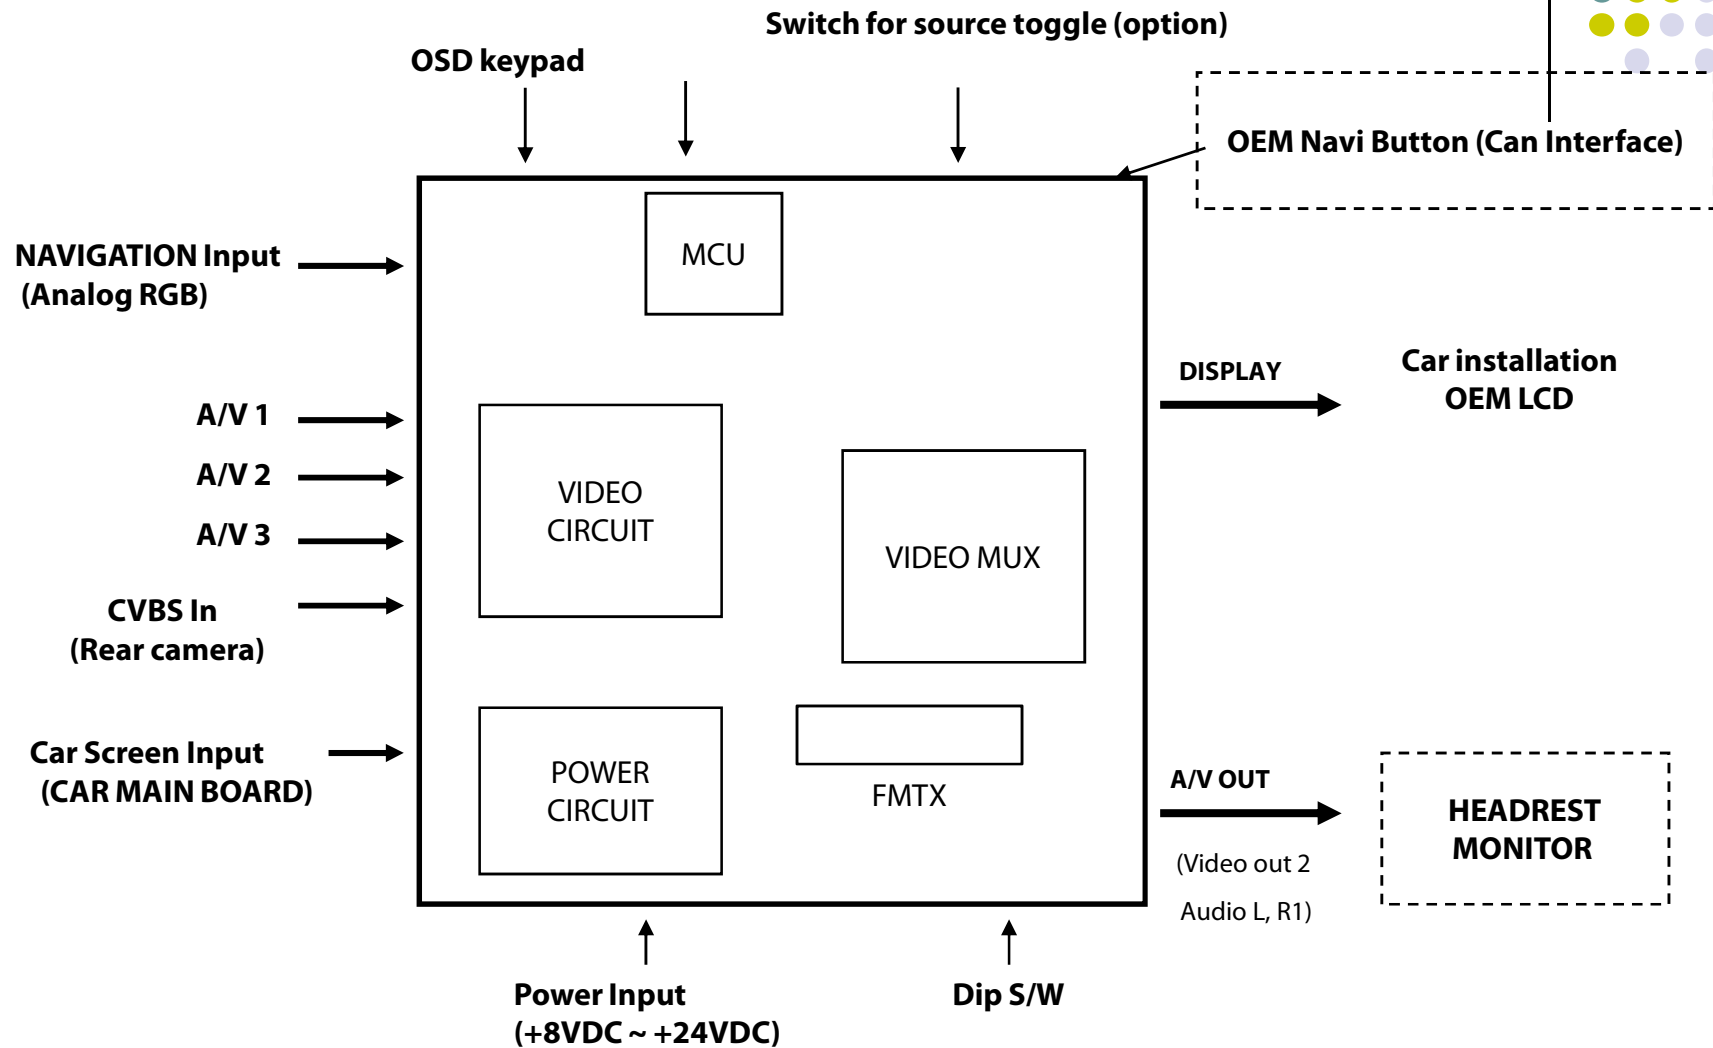 Switch for source toggle (option)
OSD keypad
OEM Navi Button (Can Interface)
MCU
NAVIGATION Input
(Analog RGB)
A/V 1
A/V 2
A/V 3
CVBS In
(Rear camera)
Car Screen Input
(CAR MAIN BOARD)
VIDEO
CIRCUIT
VIDEO MUX
POWER
CIRCUIT
FMTX
DISPLAY
Car installation
OEM LCD
A/V OUT
(Video out 2
Audio L, R1)
HEADREST
MONITOR
Power Input
(+8VDC ~ +24VDC)
Dip S/W